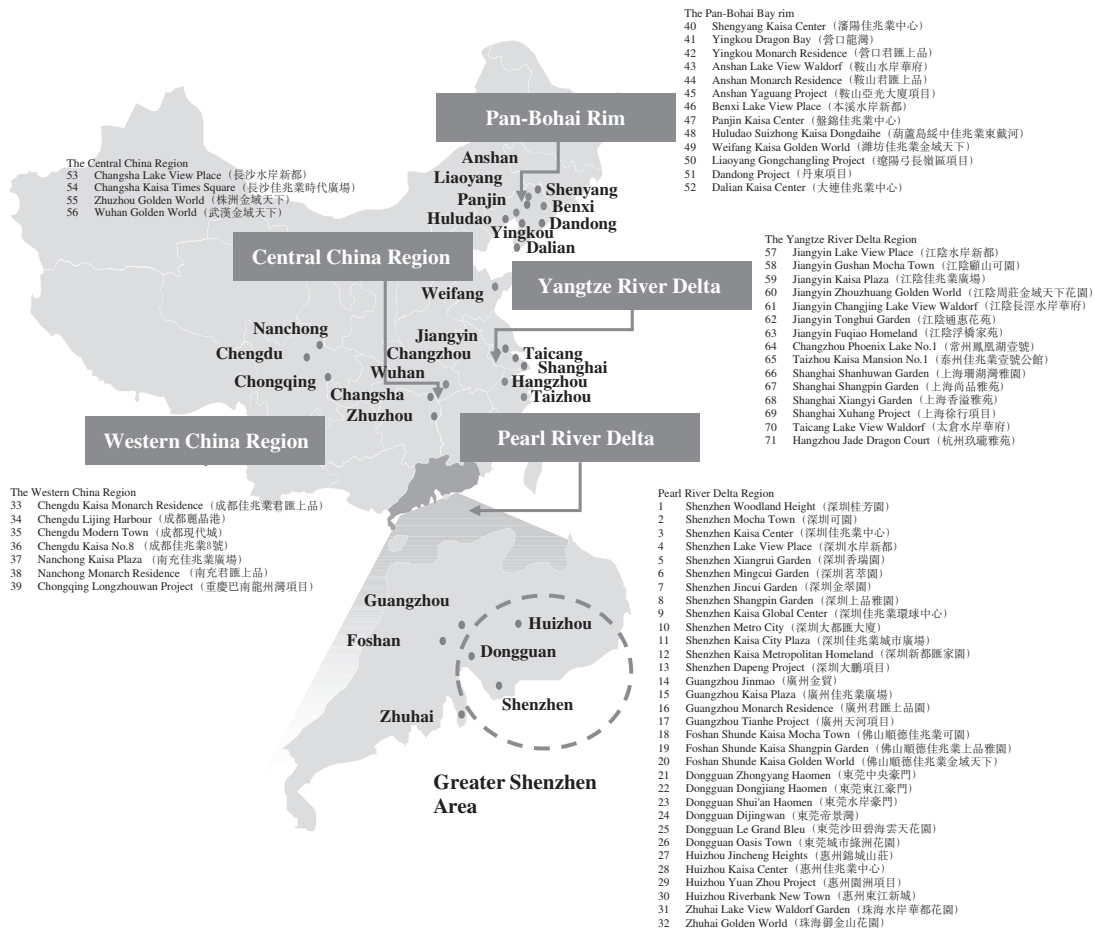 The Pan-Bohai Bay rim
40 Shengyang Kaisa Center (瀋陽佳兆業中心)
41 Yingkou Dragon Bay (營口龍灣)
42 Yingkou Monarch Residence (營口君匯上品)
43 Anshan Lake View Waldorf (鞍山水岸華府)
44 Anshan Monarch Residence (鞍山君匯上品)
45 Anshan Yaguang Project (鞍山亞光大廈項目)
46 Benxi Lake View Place (本溪水岸新都)
47 Panjin Kaisa Center (盤錦佳兆業中心)
48 Huludao Suizhong Kaisa Dongdaihe (葫蘆島綏中佳兆業東戴河)
49 Weifang Kaisa Golden World (濰坊佳兆業金域天下)
50 Liaoyang Gongchangling Project (遼陽弓長嶺區項目)
51 Dandong Project (丹東項目)
52 Dalian Kaisa Center (大連佳兆業中心)
The Central China Region
53 Changsha Lake View Place (長沙水岸新都)
54 Changsha Kaisa Times Square (長沙佳兆業時代廣場)
55 Zhuzhou Golden World (株洲金域天下)
56 Wuhan Golden World (武漢金域天下)
Pan-Bohai Rim
Anshan
Liaoyang
Shenyang
Panjin
Benxi
Huludao
Dandong
Yingkou
Dalian
Central China Region
Weifang
Yangtze River Delta
The Yangtze River Delta Region
57 Jiangyin Lake View Place (江陰水岸新都)
58 Jiangyin Gushan Mocha Town (江陰顧山可園)
59 Jiangyin Kaisa Plaza (江陰佳兆業廣場)
60 Jiangyin Zhouzhuang Golden World (江陰周莊金域天下花園)
61 Jiangyin Changjing Lake View Waldorf (江陰長涇水岸華府)
62 Jiangyin Tonghui Garden (江陰通惠花苑)
63 Jiangyin Fuqiao Homeland (江陰浮橋家苑)
64 Changzhou Phoenix Lake No.1 (常州鳳凰湖壹號)
65 Taizhou Kaisa Mansion No.1 (泰州佳兆業壹號公館)
66 Shanghai Shanhuwan Garden (上海珊湖灣雅園)
67 Shanghai Shangpin Garden (上海尚品雅苑)
68 Shanghai Xiangyi Garden (上海香溢雅苑)
69 Shanghai Xuhang Project (上海徐行項目)
70 Taicang Lake View Waldorf (太倉水岸華府)
71 Hangzhou Jade Dragon Court (杭州玖瓏雅苑)
Nanchong
Chengdu
Chongqing
Jiangyin
Changzhou
Wuhan
Changsha
Zhuzhou
Taicang
Shanghai
Hangzhou
Taizhou
Western China Region
Pearl River Delta
The Western China Region
33 Chengdu Kaisa Monarch Residence (成都佳兆業君匯上品)
34 Chengdu Lijing Harbour (成都麗晶港)
35 Chengdu Modern Town (成都現代城)
36 Chengdu Kaisa No.8 (成都佳兆業8號)
37 Nanchong Kaisa Plaza (南充佳兆業廣場)
38 Nanchong Monarch Residence (南充君匯上品)
39 Chongqing Longzhouwan Project (重慶巴南龍州灣項目)
Pearl River Delta Region
1 Shenzhen Woodland Height (深圳桂芳園)
2 Shenzhen Mocha Town (深圳可園)
3 Shenzhen Kaisa Center (深圳佳兆業中心)
4 Shenzhen Lake View Place (深圳水岸新都)
5 Shenzhen Xiangrui Garden (深圳香瑞園)
6 Shenzhen Mingcui Garden (深圳茗萃園)
7 Shenzhen Jincui Garden (深圳金翠園)
8 Shenzhen Shangpin Garden (深圳上品雅園)
9 Shenzhen Kaisa Global Center (深圳佳兆業環球中心)
10 Shenzhen Metro City (深圳大都匯大廈)
11 Shenzhen Kaisa City Plaza (深圳佳兆業城市廣場)
12 Shenzhen Kaisa Metropolitan Homeland (深圳新都匯家園)
13 Shenzhen Dapeng Project (深圳大鵬項目)
14 Guangzhou Jinmao (廣州金貿)
15 Guangzhou Kaisa Plaza (廣州佳兆業廣場)
16 Guangzhou Monarch Residence (廣州君匯上品園)
17 Guangzhou Tianhe Project (廣州天河項目)
18 Foshan Shunde Kaisa Mocha Town (佛山順德佳兆業可園)
19 Foshan Shunde Kaisa Shangpin Garden (佛山順德佳兆業上品雅園)
20 Foshan Shunde Kaisa Golden World (佛山順德佳兆業金域天下)
21 Dongguan Zhongyang Haomen (東莞中央豪門)
22 Dongguan Dongjiang Haomen (東莞東江豪門)
23 Dongguan Shui'an Haomen (東莞水岸豪門)
24 Dongguan Dijingwan (東莞帝景灣)
25 Dongguan Le Grand Bleu (東莞沙田碧海雲天花園)
26 Dongguan Oasis Town (東莞城市綠洲花園)
27 Huizhou Jincheng Heights (惠州錦城山莊)
28 Huizhou Kaisa Center (惠州佳兆業中心)
29 Huizhou Yuan Zhou Project (惠州園洲項目)
30 Huizhou Riverbank New Town (惠州東江新城)
31 Zhuhai Lake View Waldorf Garden (珠海水岸華都花園)
32 Zhuhai Golden World (珠海御金山花園)
Guangzhou
Huizhou
Foshan
Dongguan
Shenzhen
Zhuhai
Greater Shenzhen
Area